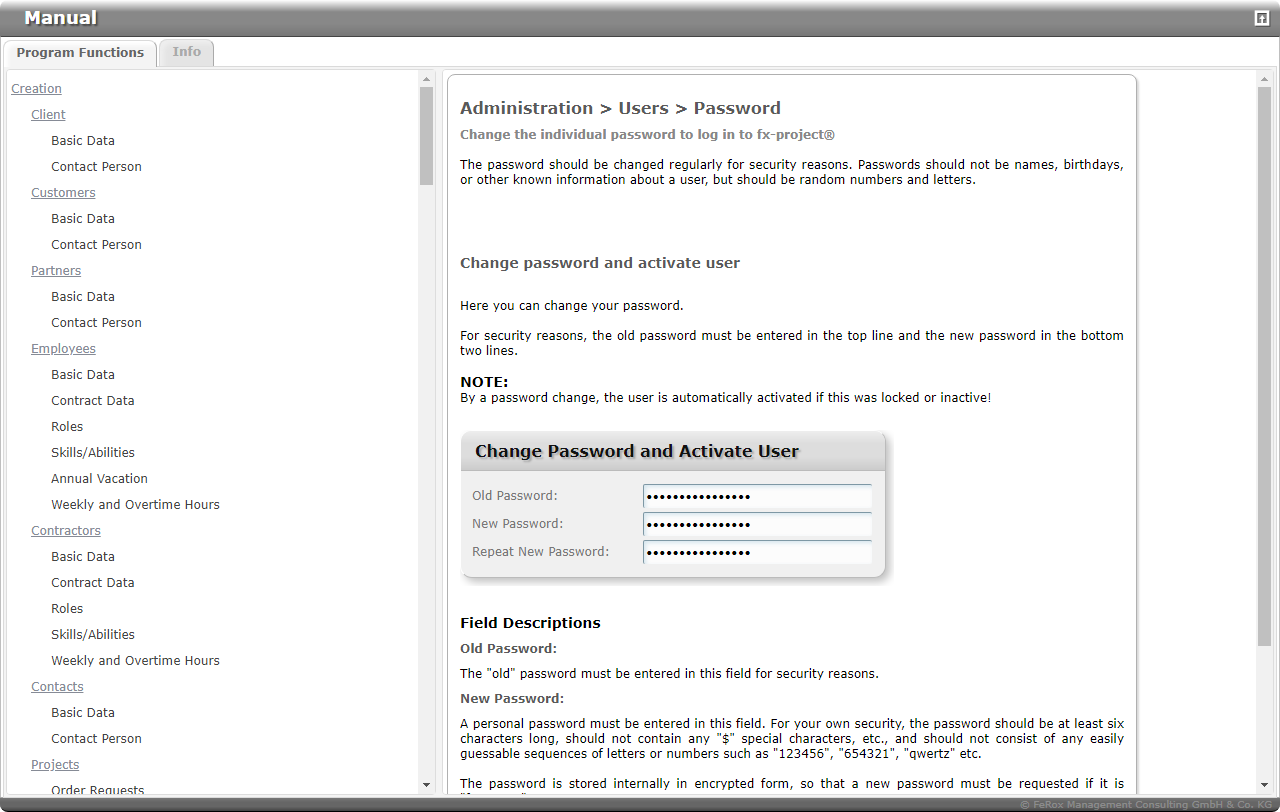 Manual
Program Functions
Info
Creation
Client
Basic Data
Contact Person
Customers
Basic Data
Contact Person
Partners
Basic Data
Contact Person
Employees
Basic Data
Contract Data
Roles
Skills/Abilities
Annual Vacation
Weekly and Overtime Hours
Contractors
Basic Data
Contract Data
Roles
Skills/Abilities
Weekly and Overtime Hours
Contacts
Basic Data
Contact Person
Projects
Order Requests
Administration > Users > Password
Change the individual password to log in to fx-project®
The password should be changed regularly for security reasons. Passwords should not be names, birthdays,
or other known information about a user, but should be random numbers and letters.
Change password and activate user
Here you can change your password.
For security reasons, the old password must be entered in the top line and the new password in the bottom
two lines.
NOTE:
By a password change, the user is automatically activated if this was locked or inactive!
Change Password and Activate User
Old Password: ••••••••••••••••
New Password: ••••••••••••••••
Repeat New Password: ••••••••••••••••
Field Descriptions
Old Password:
The "old" password must be entered in this field for security reasons.
New Password:
A personal password must be entered in this field. For your own security, the password should be at least six
characters long, should not contain any "$" special characters, etc., and should not consist of any easily
guessable sequences of letters or numbers such as "123456", "654321", "qwertz" etc.
The password is stored internally in encrypted form, so that a new password must be requested if it is
© FeRox Management Consulting GmbH & Co. KG